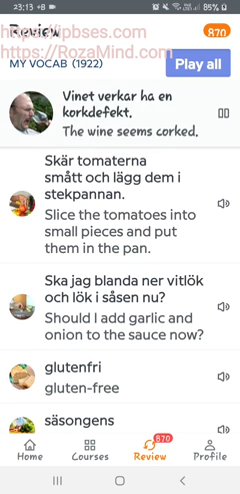 23:13 +B
85%
Review
870
https://ipbses.com
https://RozaMind.com
MY VOCAB (1922)
Play all
Vinet verkar ha en
korkdefekt.
The wine seems corked.
Skär tomaterna
smått och lägg dem i
stekpannan.
Slice the tomatoes into
small pieces and put
them in the pan.
Ska jag blanda ner vitlök
och lök i såsen nu?
Should I add garlic and
onion to the sauce now?
glutenfri
gluten-free
säsongens
870
Home
Courses
Review
Profile